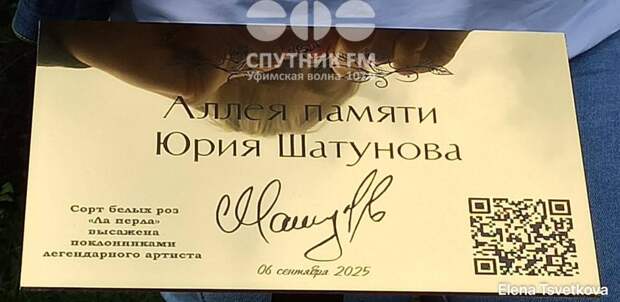 СПУТНИК FM
Уфимская волна 107
Аллея памяти
Юрия Шатунова
Сорт белых роз
«Ла перла»
высажена
поклонниками
легендарного артиста
06 сентября 2025
Elena Tsvetkova